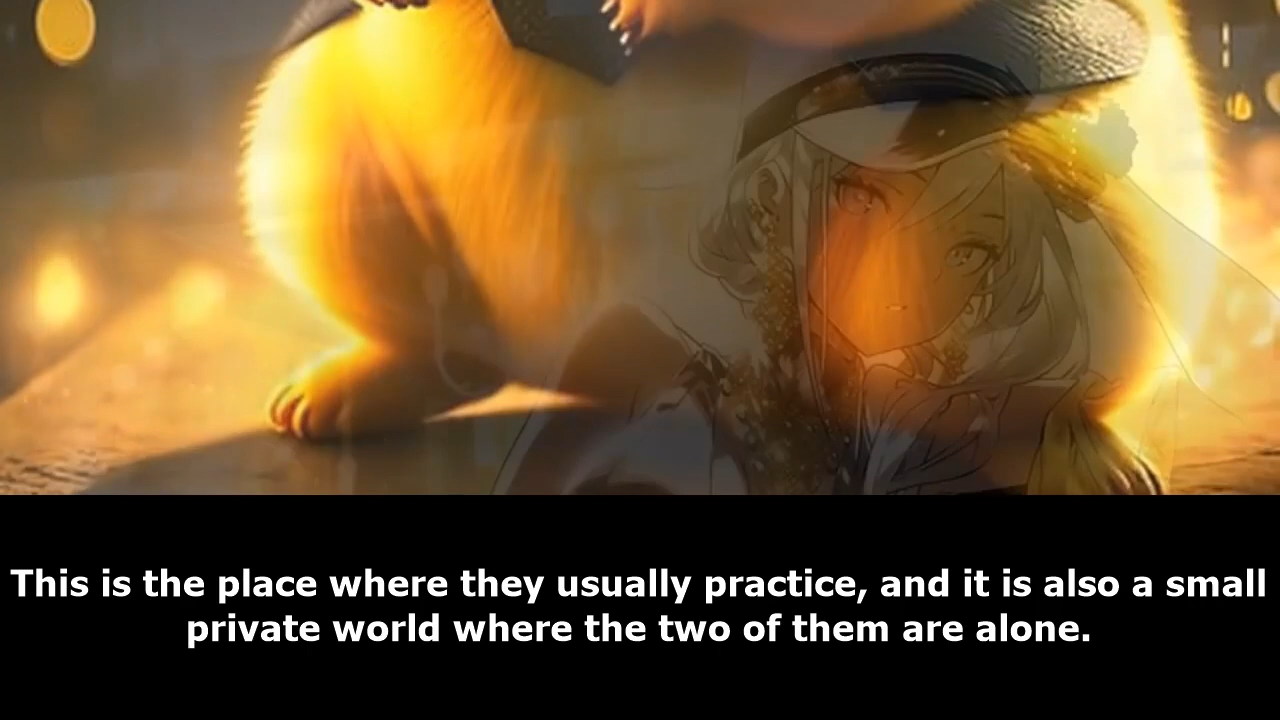 This is the place where they usually practice, and it is also a small
private world where the two of them are alone.